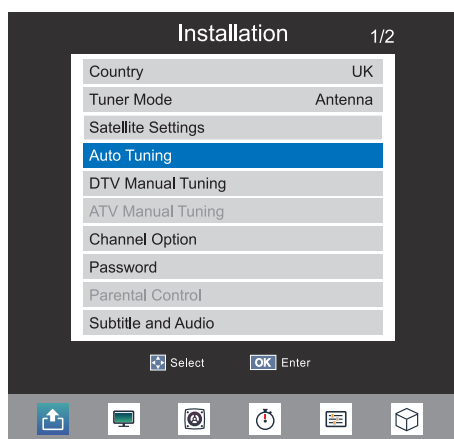 Installation 1/2
Country UK
Tuner Mode Antenna
Satellite Settings
Auto Tuning
DTV Manual Tuning
ATV Manual Tuning
Channel Option
Password
Parental Control
Subtitle and Audio
Select OK Enter